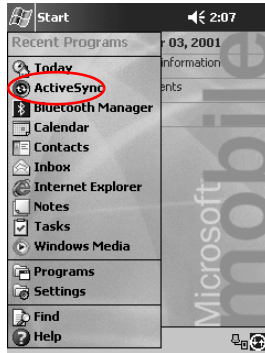 Start 2:07
Recent Programs
r 03, 2001
Today
information
ActiveSync
ents
Bluetooth Manager
Calendar
Contacts
Inbox
Internet Explorer
Notes
Tasks
Windows Media
Programs
Settings
Find
Help
Microsoft
mobile